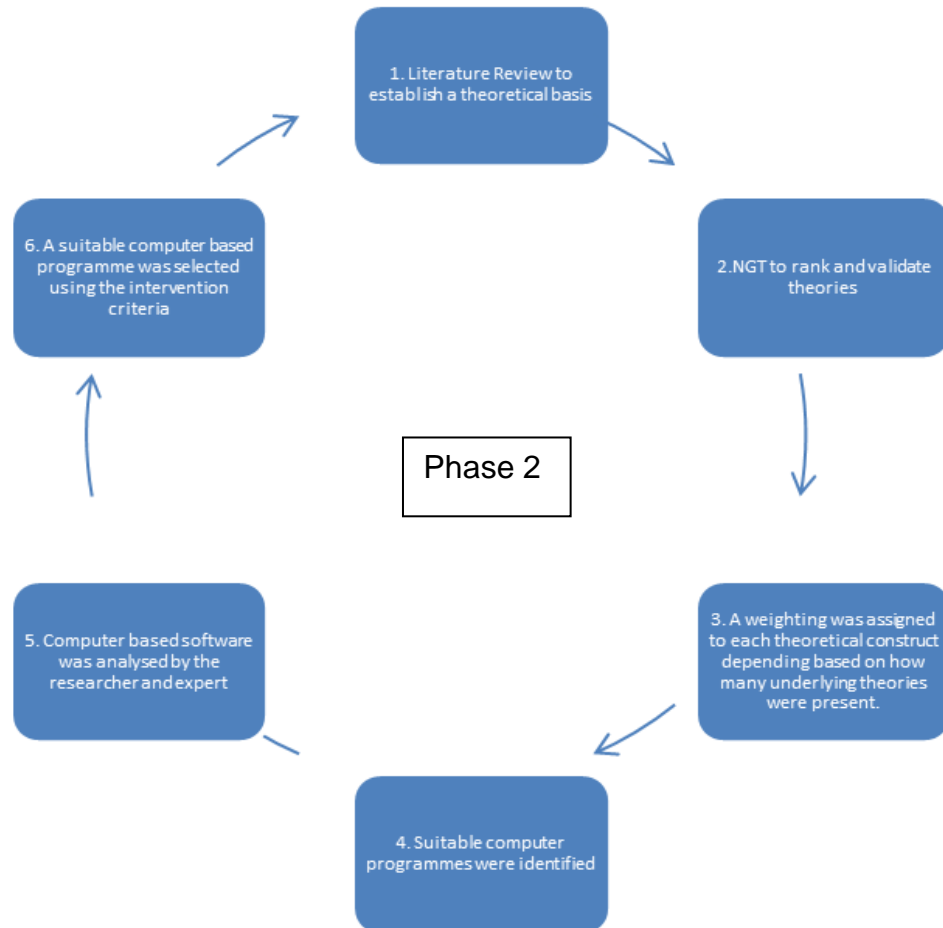 1. Literature Review to
establish a theoretical basis
2.NGT to rank and validate
theories
3. A weighting was assigned
to each theoretical construct
depending based on how
many underlying theories
were present.
4. Suitable computer
programmes were identified
5. Computer based software
was analysed by the
researcher and expert
6. A suitable computer based
programme was selected
using the intervention
criteria
Phase 2